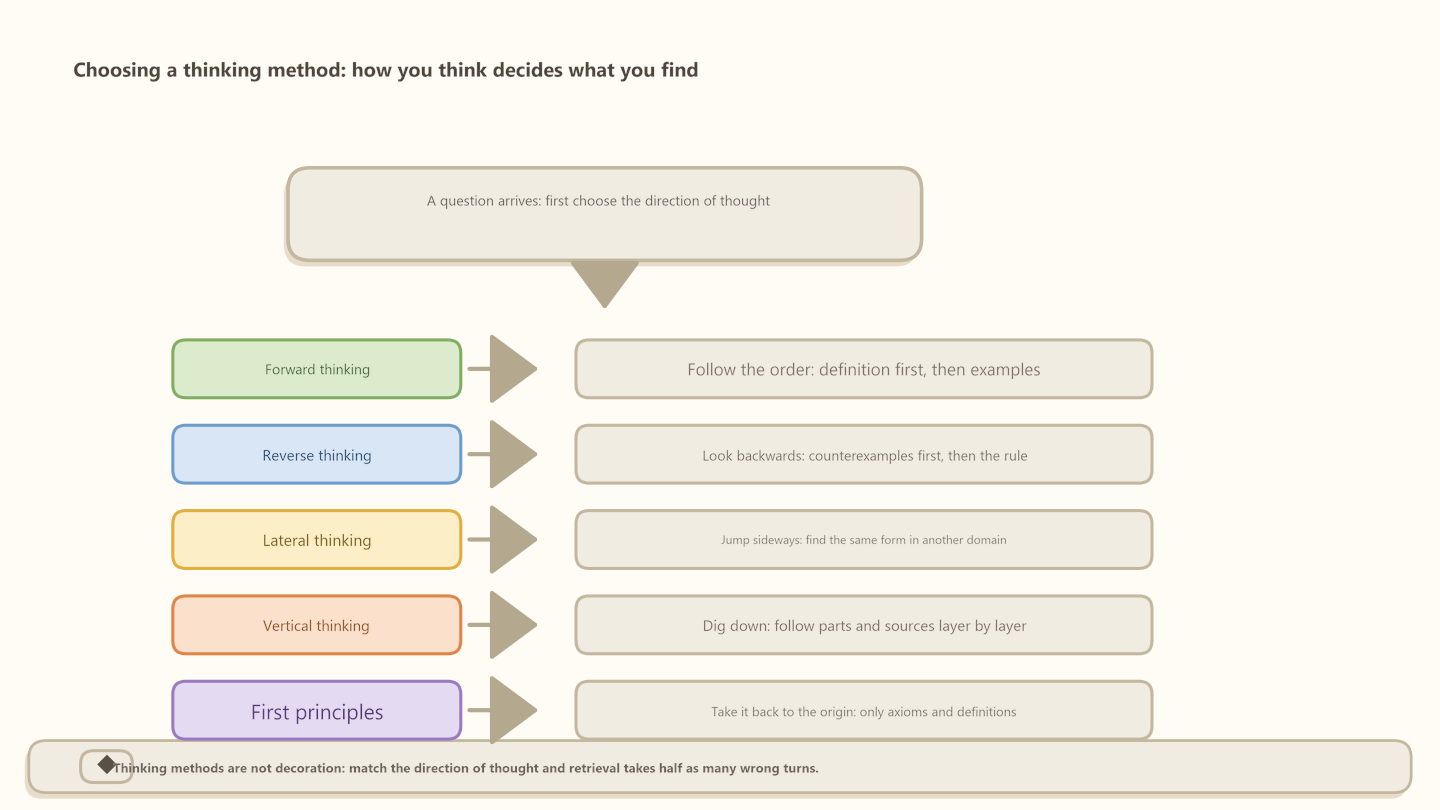 Choosing a thinking method: how you think decides what you find
A question arrives: first choose the direction of thought
Forward thinking
Follow the order: definition first, then examples
Reverse thinking
Look backwards: counterexamples first, then the rule
Lateral thinking
Jump sideways: find the same form in another domain
Vertical thinking
Dig down: follow parts and sources layer by layer
First principles
Take it back to the origin: only axioms and definitions
Thinking methods are not decoration: match the direction of thought and retrieval takes half as many wrong turns.